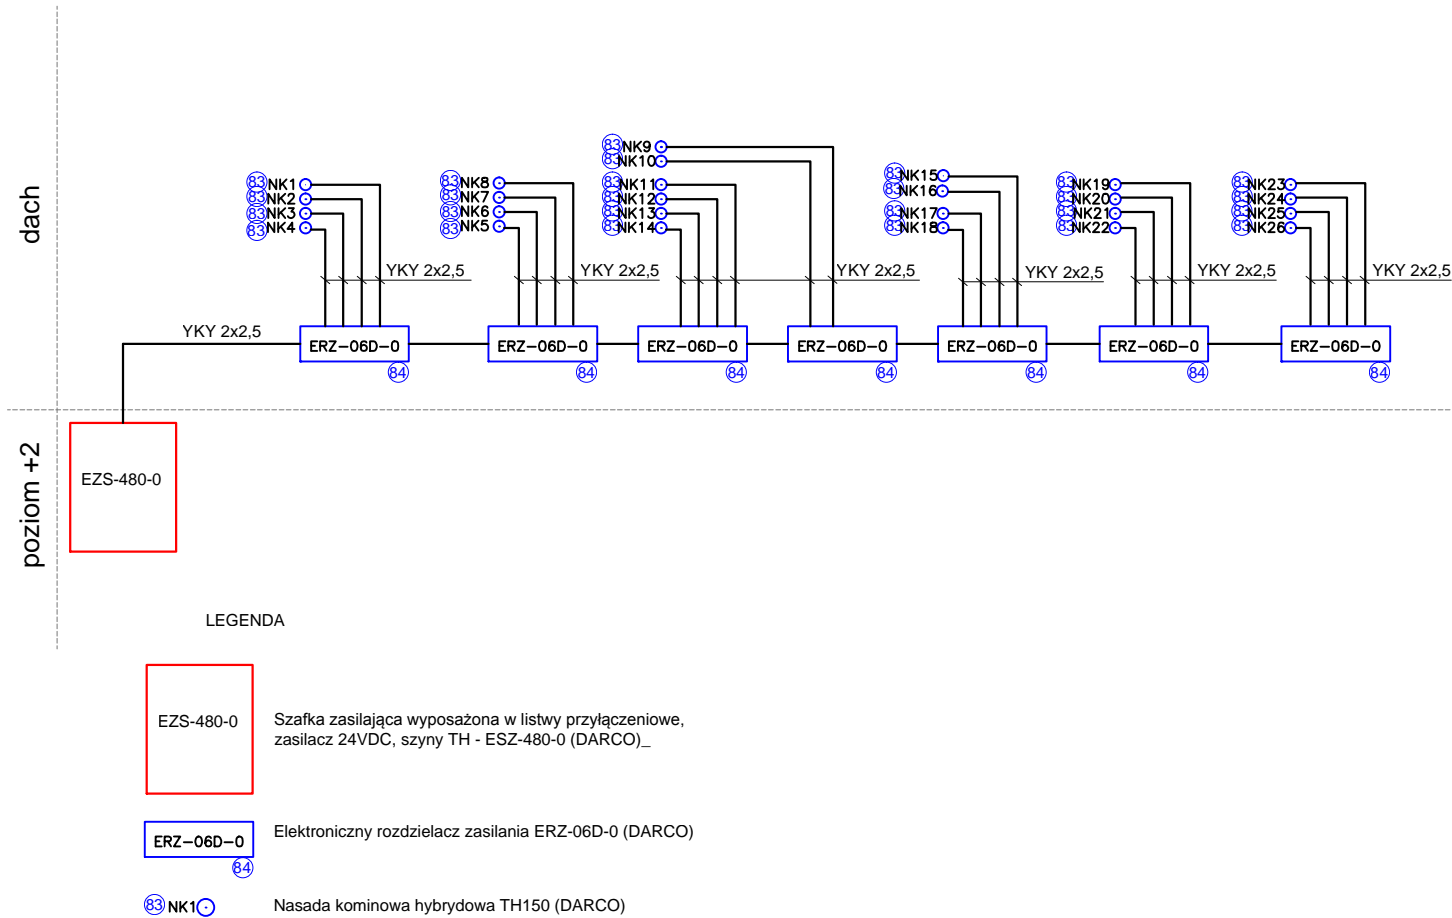 dach
83 NK1
83 NK2
83 NK3
83 NK4
83 NK8
83 NK7
83 NK6
83 NK5
83 NK9
83 NK10
83 NK11
83 NK12
83 NK13
83 NK14
83 NK15
83 NK16
83 NK17
83 NK18
83 NK19
83 NK20
83 NK21
83 NK22
83 NK23
83 NK24
83 NK25
83 NK26
YKY 2x2,5
YKY 2x2,5
YKY 2x2,5
YKY 2x2,5
YKY 2x2,5
YKY 2x2,5
YKY 2x2,5
ERZ-06D-0
ERZ-06D-0
ERZ-06D-0
ERZ-06D-0
ERZ-06D-0
ERZ-06D-0
ERZ-06D-0
84
84
84
84
84
84
84
poziom +2
EZS-480-0
LEGENDA
EZS-480-0
Szafka zasilająca wyposażona w listwy przyłączeniowe,
zasilacz 24VDC, szyny TH - ESZ-480-0 (DARCO)_
ERZ-06D-0
84
Elektroniczny rozdzielacz zasilania ERZ-06D-0 (DARCO)
83 NK1
Nasada kominowa hybrydowa TH150 (DARCO)